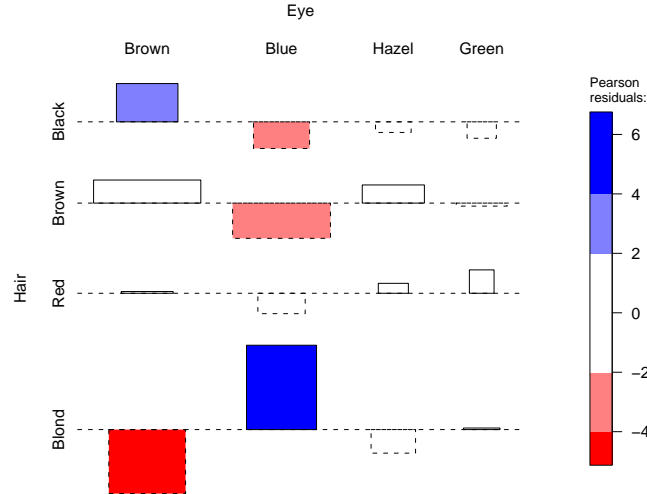 Eye
Brown Blue Hazel Green
Hair
Black
Brown
Red
Blond
Pearson
residuals:
6
4
2
0
−2
−4